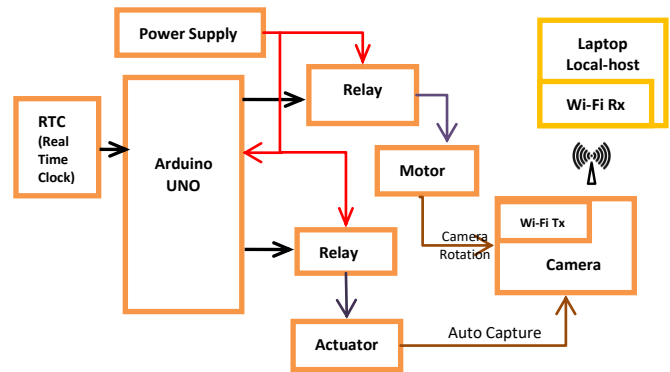 Power Supply
Laptop
Local-host
Wi-Fi Rx
Relay
RTC
(Real
Time
Clock)
Arduino
UNO
Motor
Wi-Fi Tx
Camera
Rotation
Camera
Relay
Actuator
Auto Capture